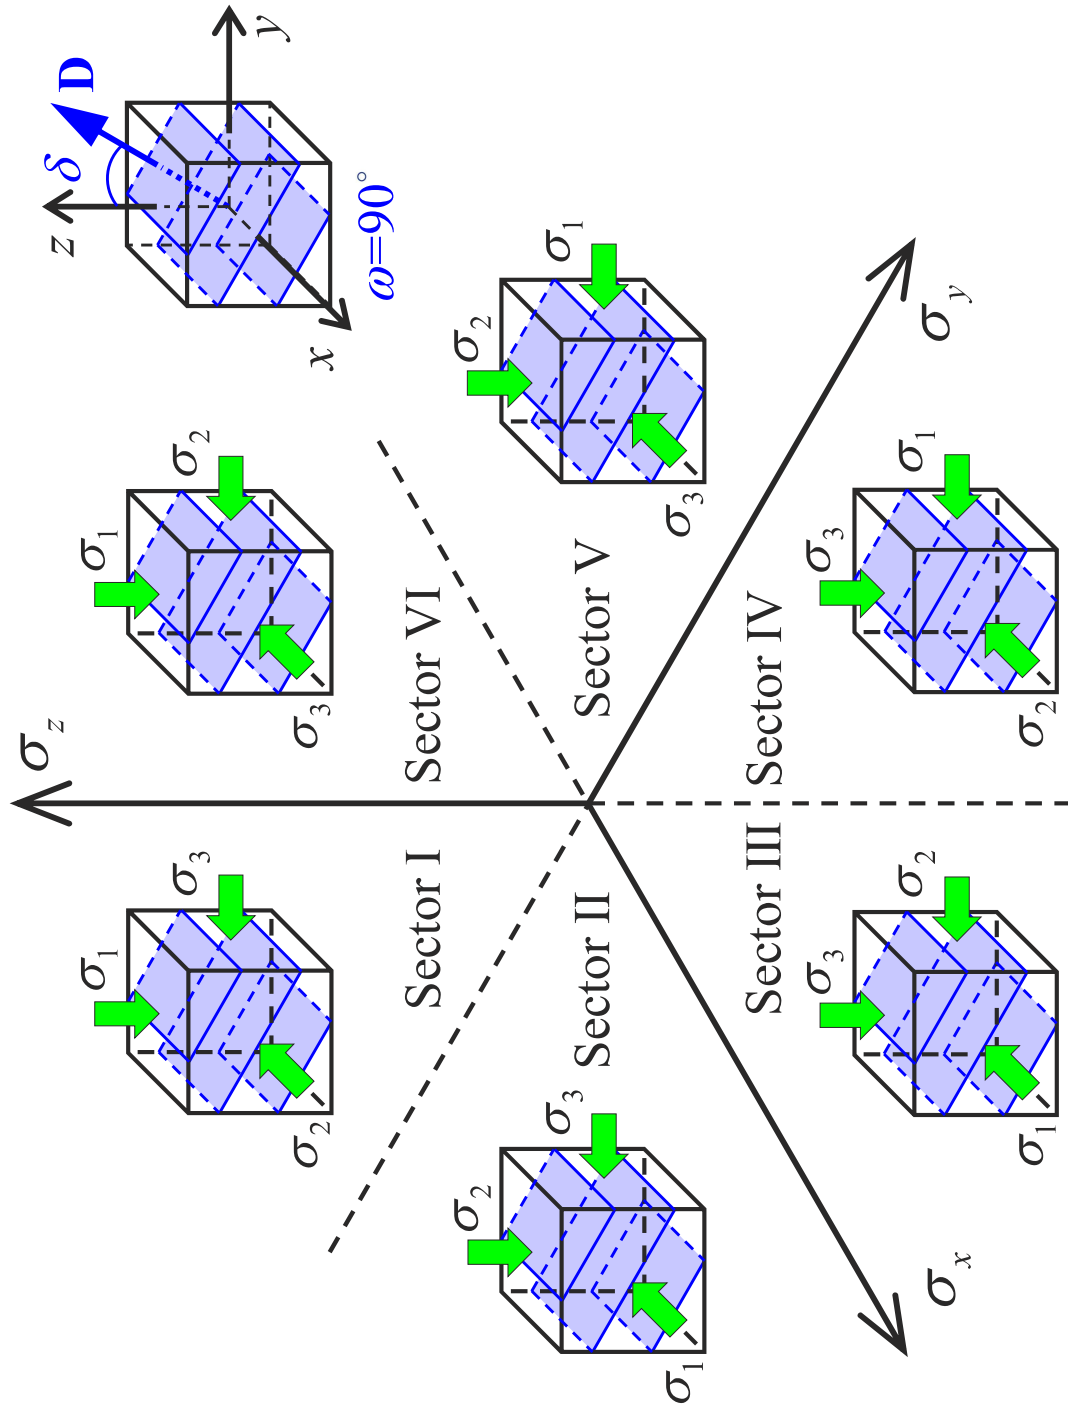 σz
z
δ
D
y
x
ω=90°
σ1
σ3
σ2
Sector I
σ1
σ2
σ3
Sector VI
σ2
σ3
σ1
Sector II
σ2
σ1
σ3
Sector V
σ3
σ2
σ1
Sector III
σ3
σ1
σ2
Sector IV
σx
σy